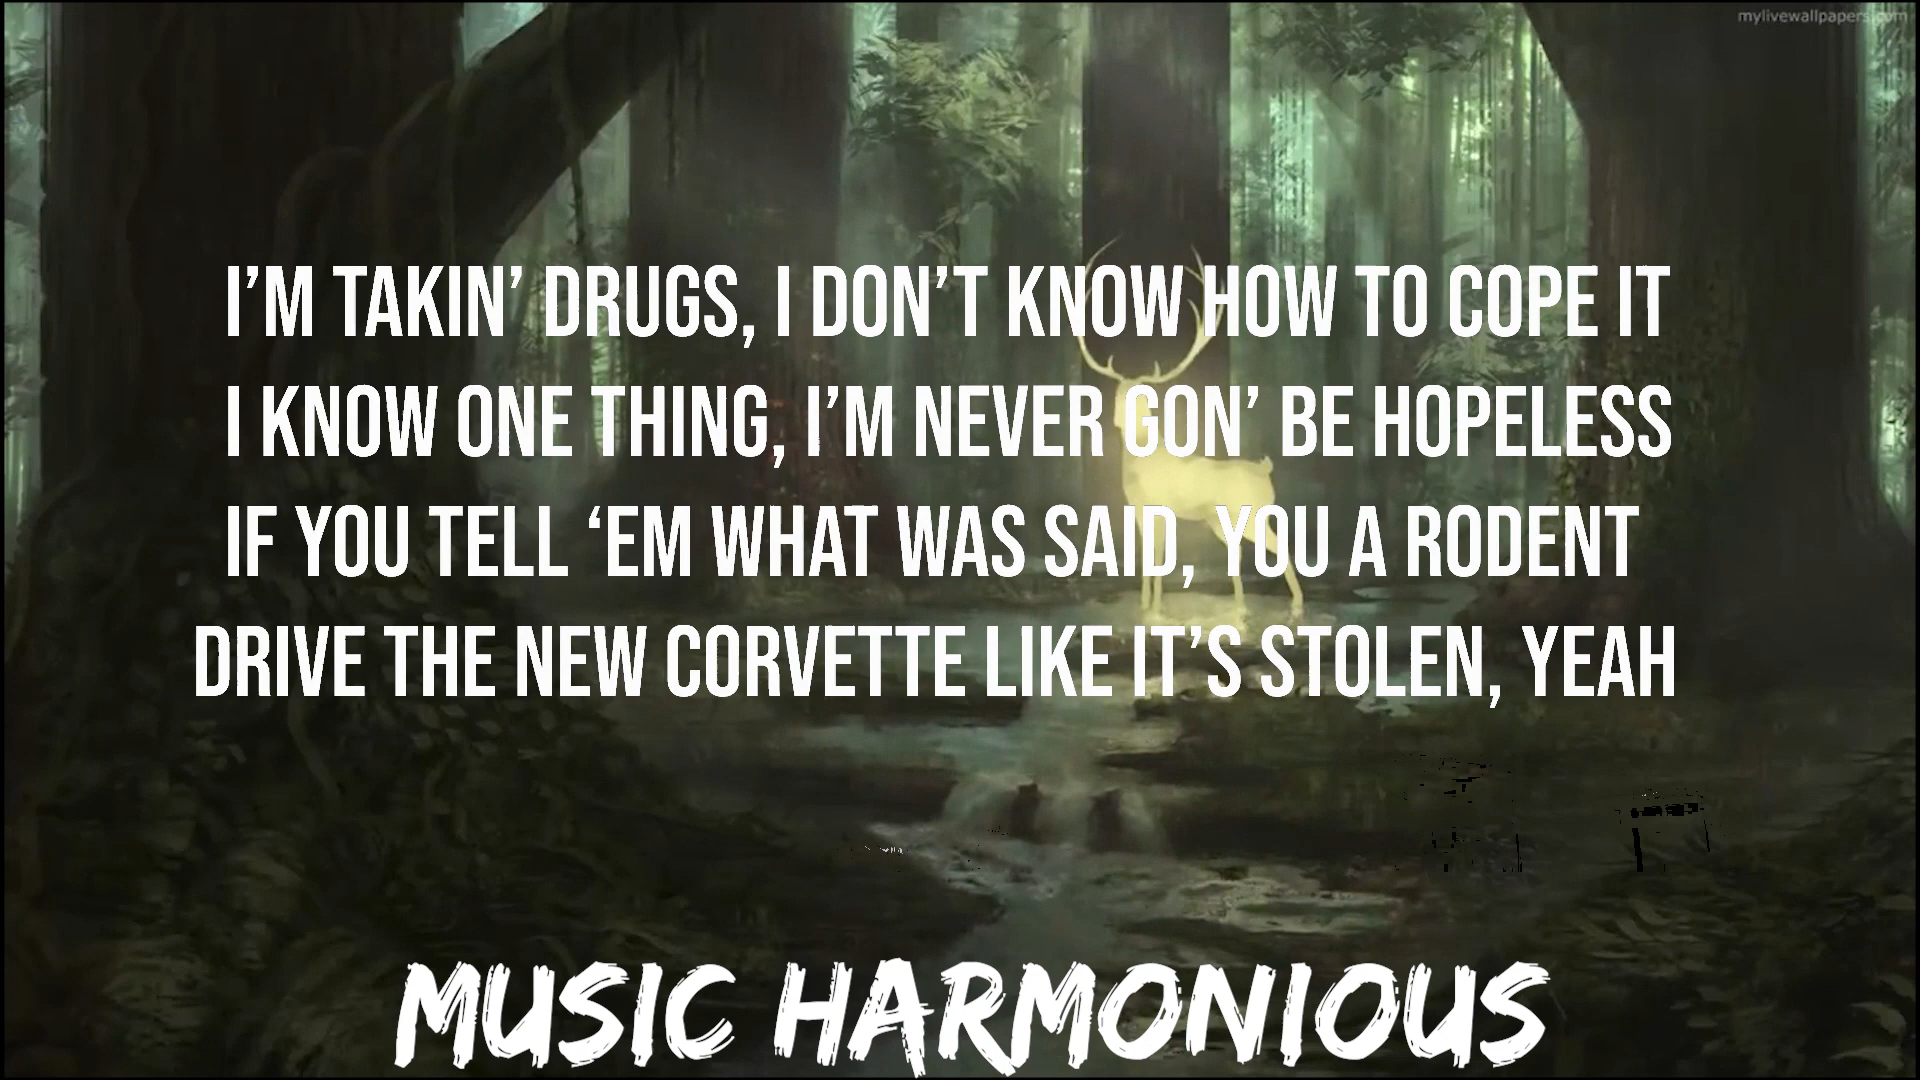 mylivewallpapers.com
I'M TAKIN' DRUGS, I DON'T KNOW HOW TO COPE IT
I KNOW ONE THING, I'M NEVER GON' BE HOPELESS
IF YOU TELL ‘EM WHAT WAS SAID, YOU A RODENT
DRIVE THE NEW CORVETTE LIKE IT'S STOLEN, YEAH
MUSIC HARMONIOUS